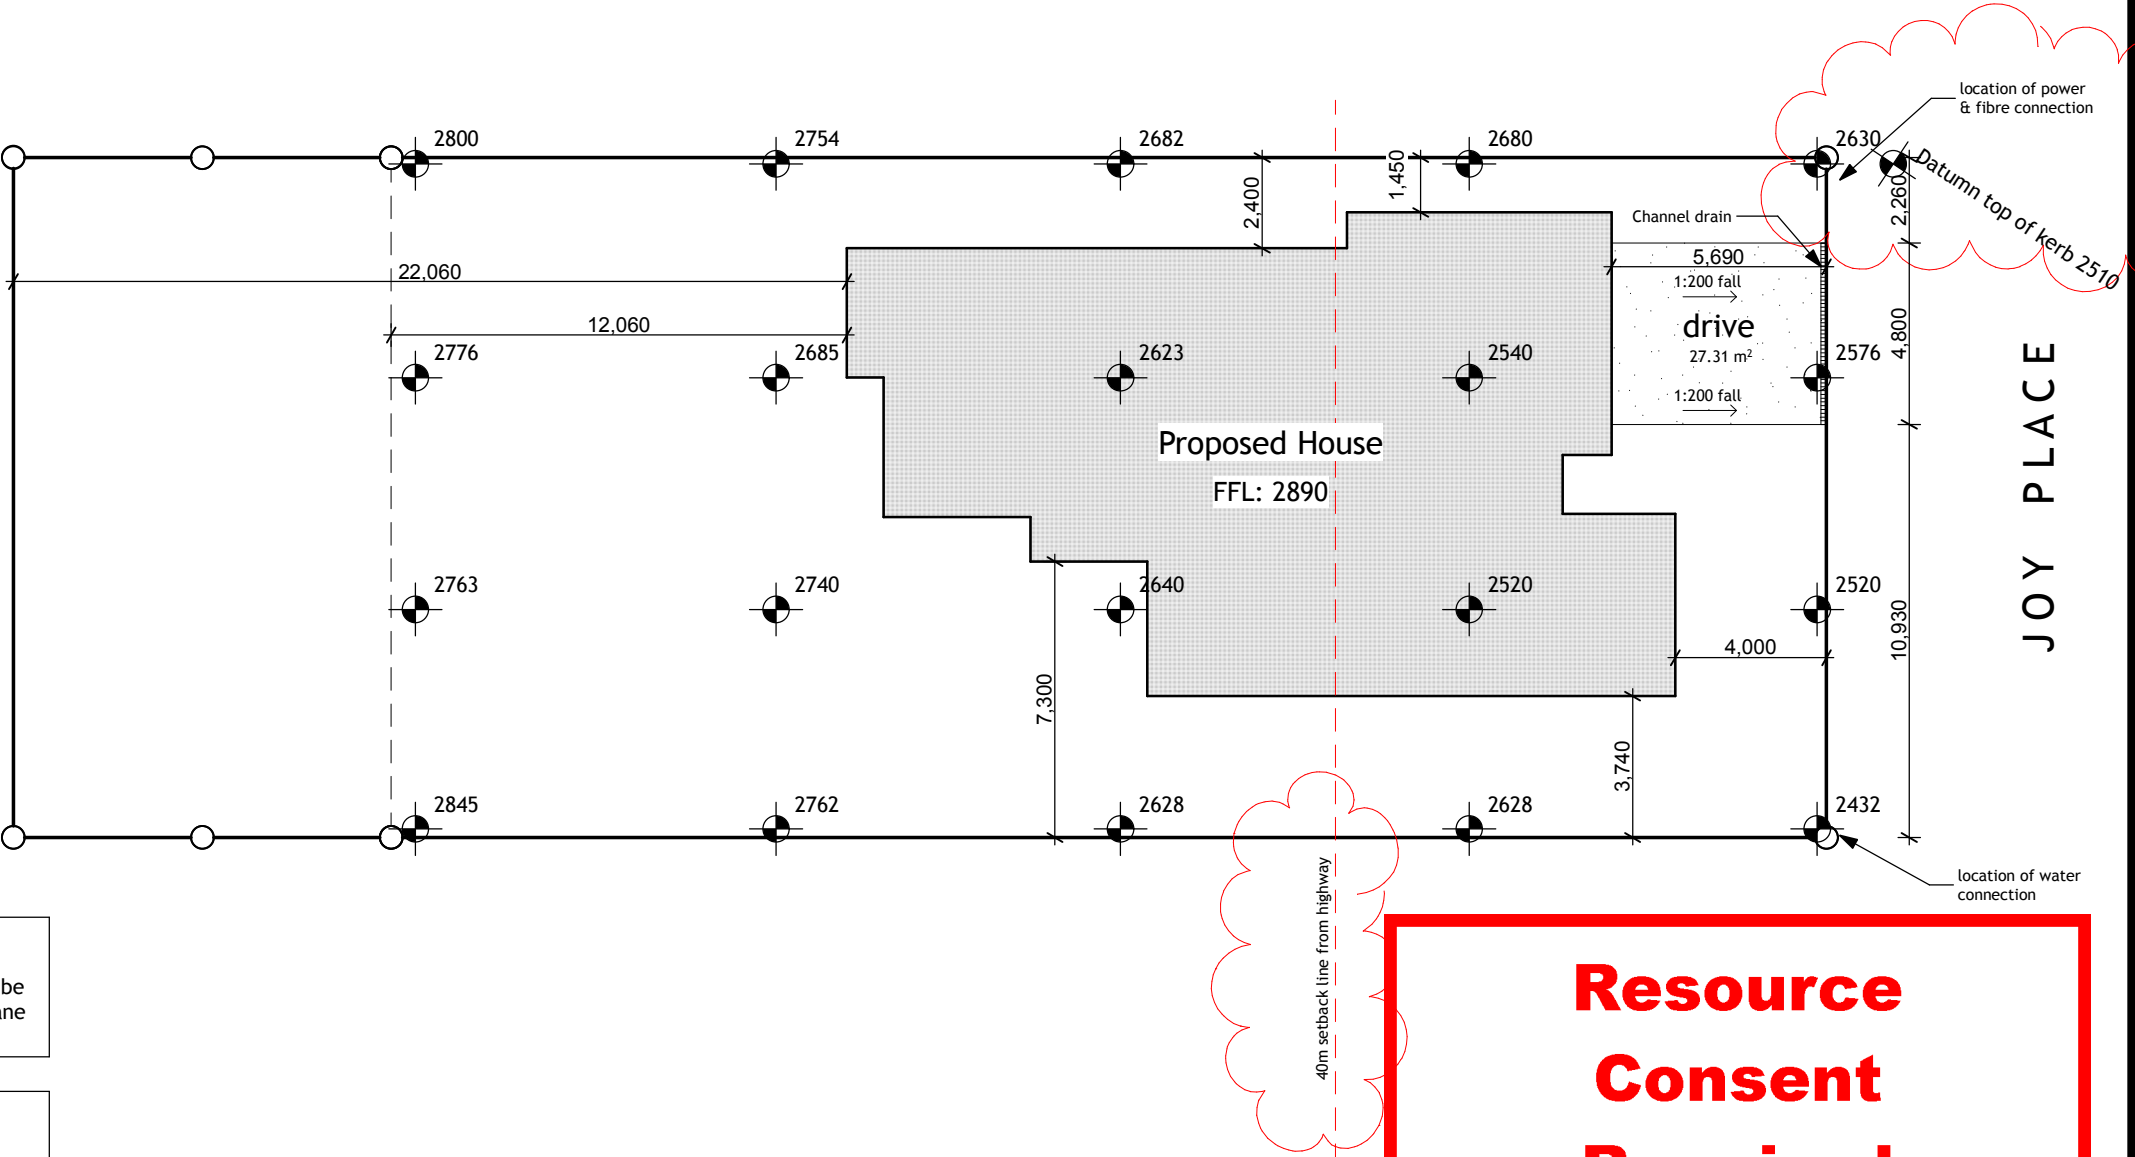 location of power
& fibre connection
2800
2754
2682
2680
2630
1,450
2,400
2,260
Datumn top of kerb 2510
Channel drain
5,690
22,060
1:200 fall
12,060
drive
4,800
27.31 m²
2776
2685
2623
2540
2576
1:200 fall
JOY PLACE
Proposed House
FFL: 2890
2763
2740
2640
2520
2520
10,930
4,000
7,300
3,740
2845
2762
2628
2628
2432
location of water
connection
40m setback line from highway
be
ane
Resource
Consent
Required